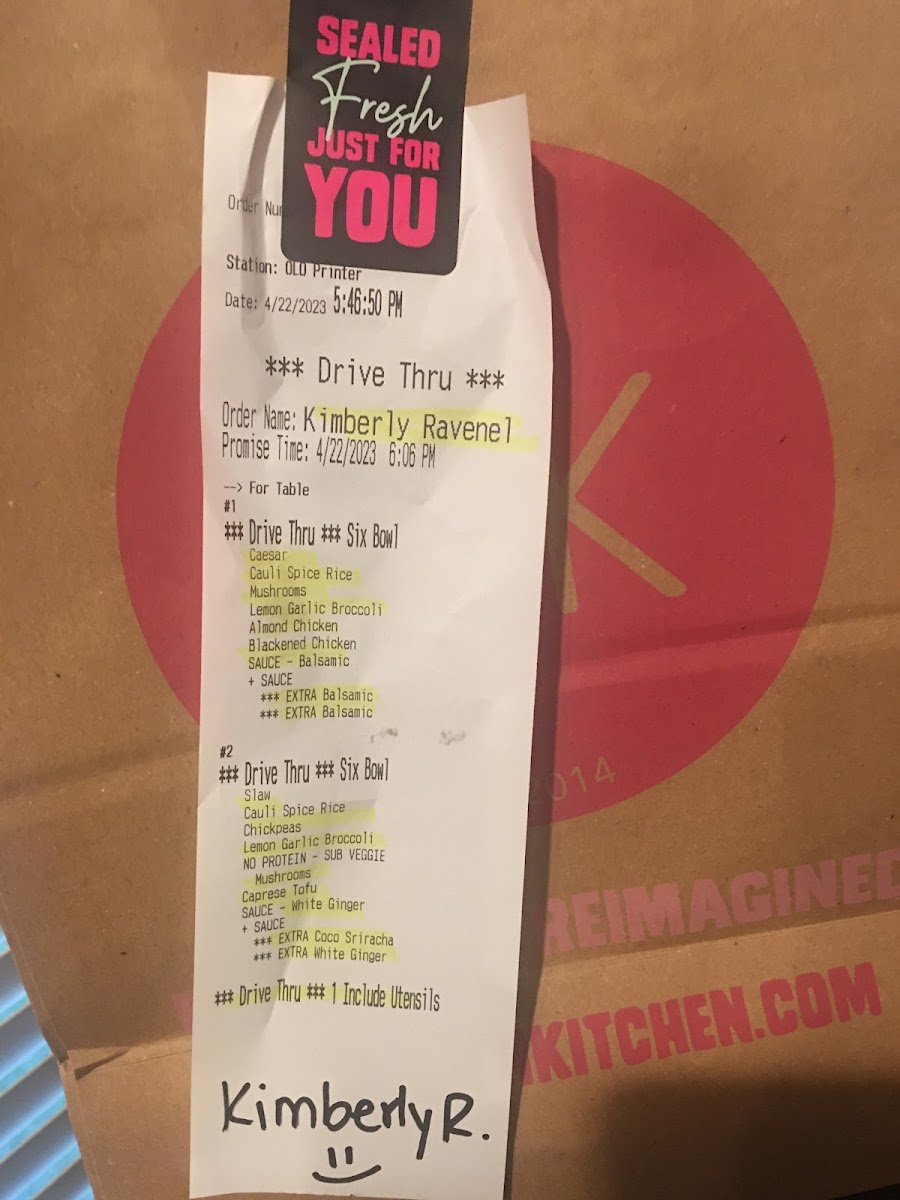 SEALED
Fresh
JUST FOR
YOU
Order
Station: OLO Printer
Date: 4/22/2023 5:46:50 PM
*** Drive Thru ***
Order Name: Kimberly Ravenel
Promise Time: 4/22/2023 6:06 PM
--> For Table
#1
*** Drive Thru *** Six Bowl
Caesar
Cauli Spice Rice
Mushrooms
Lemon Garlic Broccoli
Almond Chicken
Blackened Chicken
SAUCE - Balsamic
+ SAUCE
*** EXTRA Balsamic
*** EXTRA Balsamic
#2
*** Drive Thru *** Six Bowl
Slaw
Cauli Spice Rice
Chickpeas
Lemon Garlic Broccoli
NO PROTEIN - SUB VEGGIE
Mushrooms
Caprese Tofu
SAUCE - White Ginger
+ SAUCE
*** EXTRA Coco Sriracha
*** EXTRA White Ginger
*** Drive Thru *** 1 Include Utensils
Kimberly R.
K
2014
REIMAGINED
KITCHEN.COM